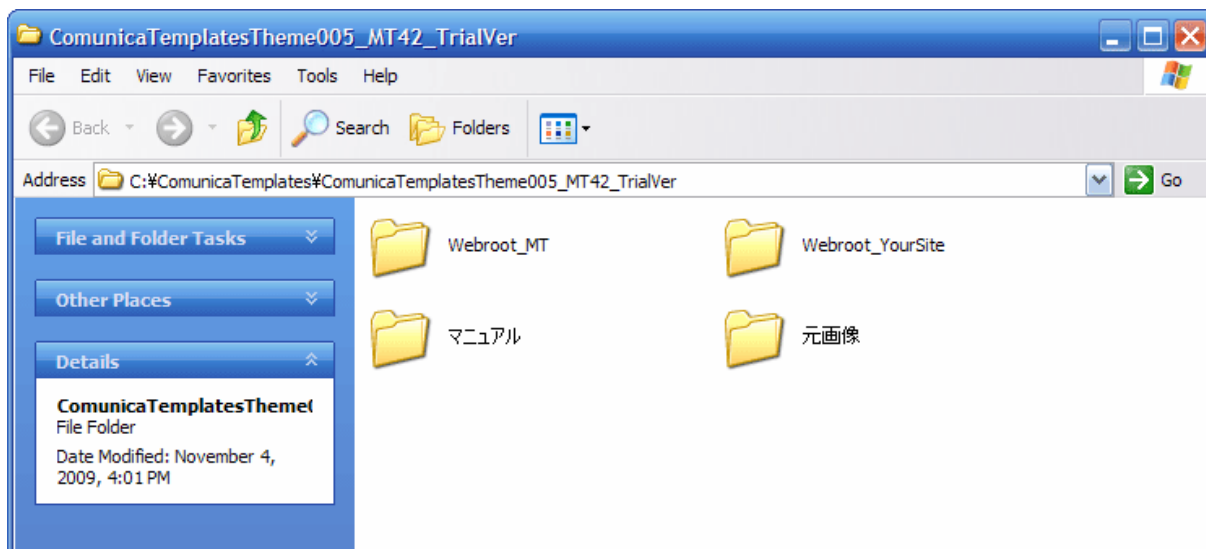 ComunicaTemplatesTheme005_MT42_TrialVer
File Edit View Favorites Tools Help
Back Search Folders
Address C:¥ComunicaTemplates¥ComunicaTemplatesTheme005_MT42_TrialVer Go
File and Folder Tasks
Other Places
Details
ComunicaTemplatesTheme(
File Folder
Date Modified: November 4,
2009, 4:01 PM
Webroot_MT Webroot_YourSite
マニュアル 元画像